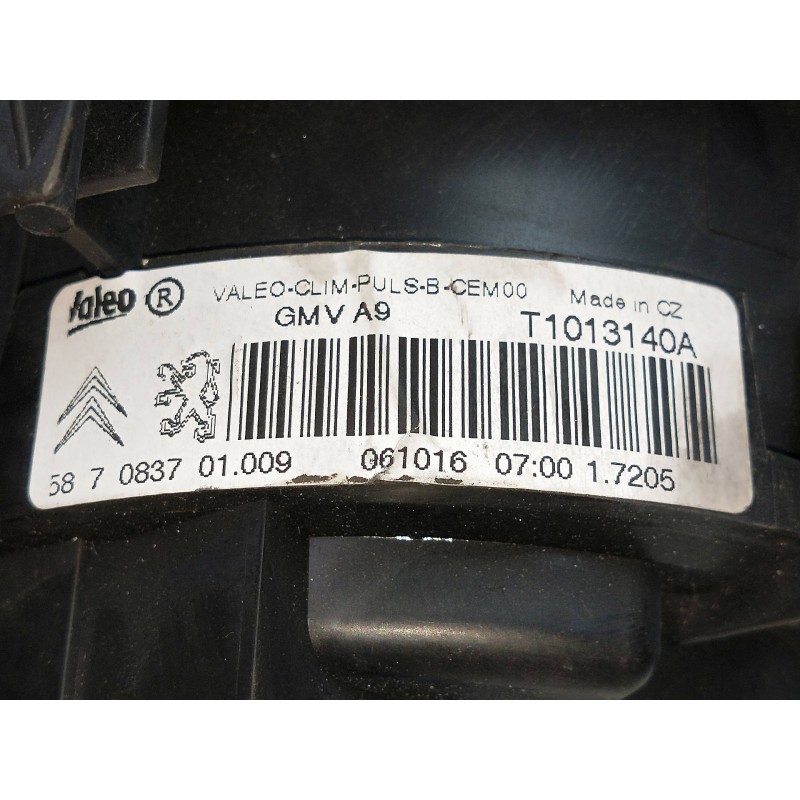 Valeo ® VALEO-CLIM-PULS-B-CEM00 Made in CZ
GMV A9 T1013140A
58 7 0837 01.009 061016 07:00 1.7205